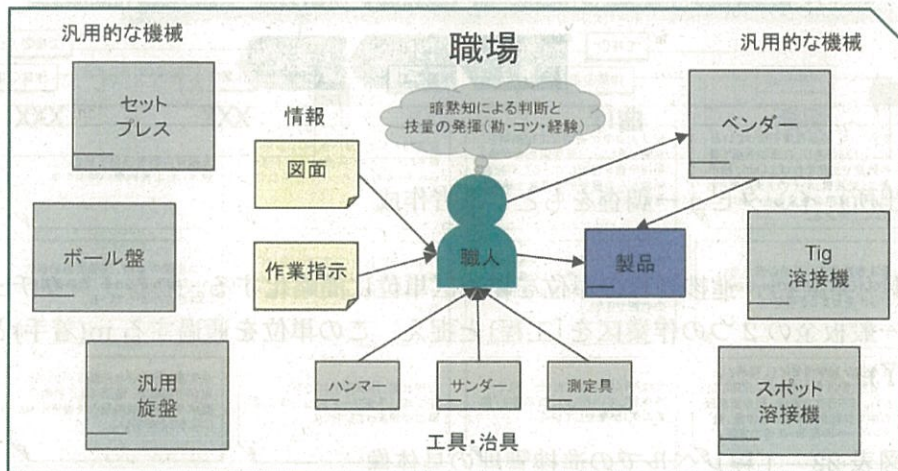 汎用的な機械
職場
汎用的な機械
セット
プレス
情報
暗黙知による判断と
技量の発揮(勘・コツ・経験)
ベンダー
図面
ボール盤
作業指示
職人
製品
Tig
溶接機
汎用
旋盤
ハンマー
サンダー
測定具
スポット
溶接機
工具・治具